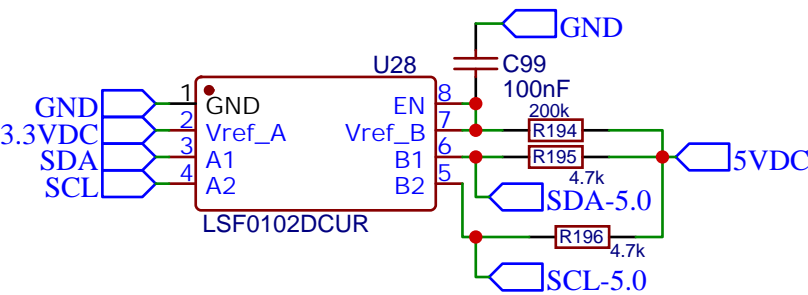 GND
U28
C99
100nF
1
GND
GND
EN
8
200k
3.3VDC
2
Vref_A
Vref_B
7
R194
SDA
3
A1
B1
6
R195
5VDC
SCL
4
A2
B2
5
4.7k
SDA-5.0
LSF0102DCUR
R196
4.7k
SCL-5.0